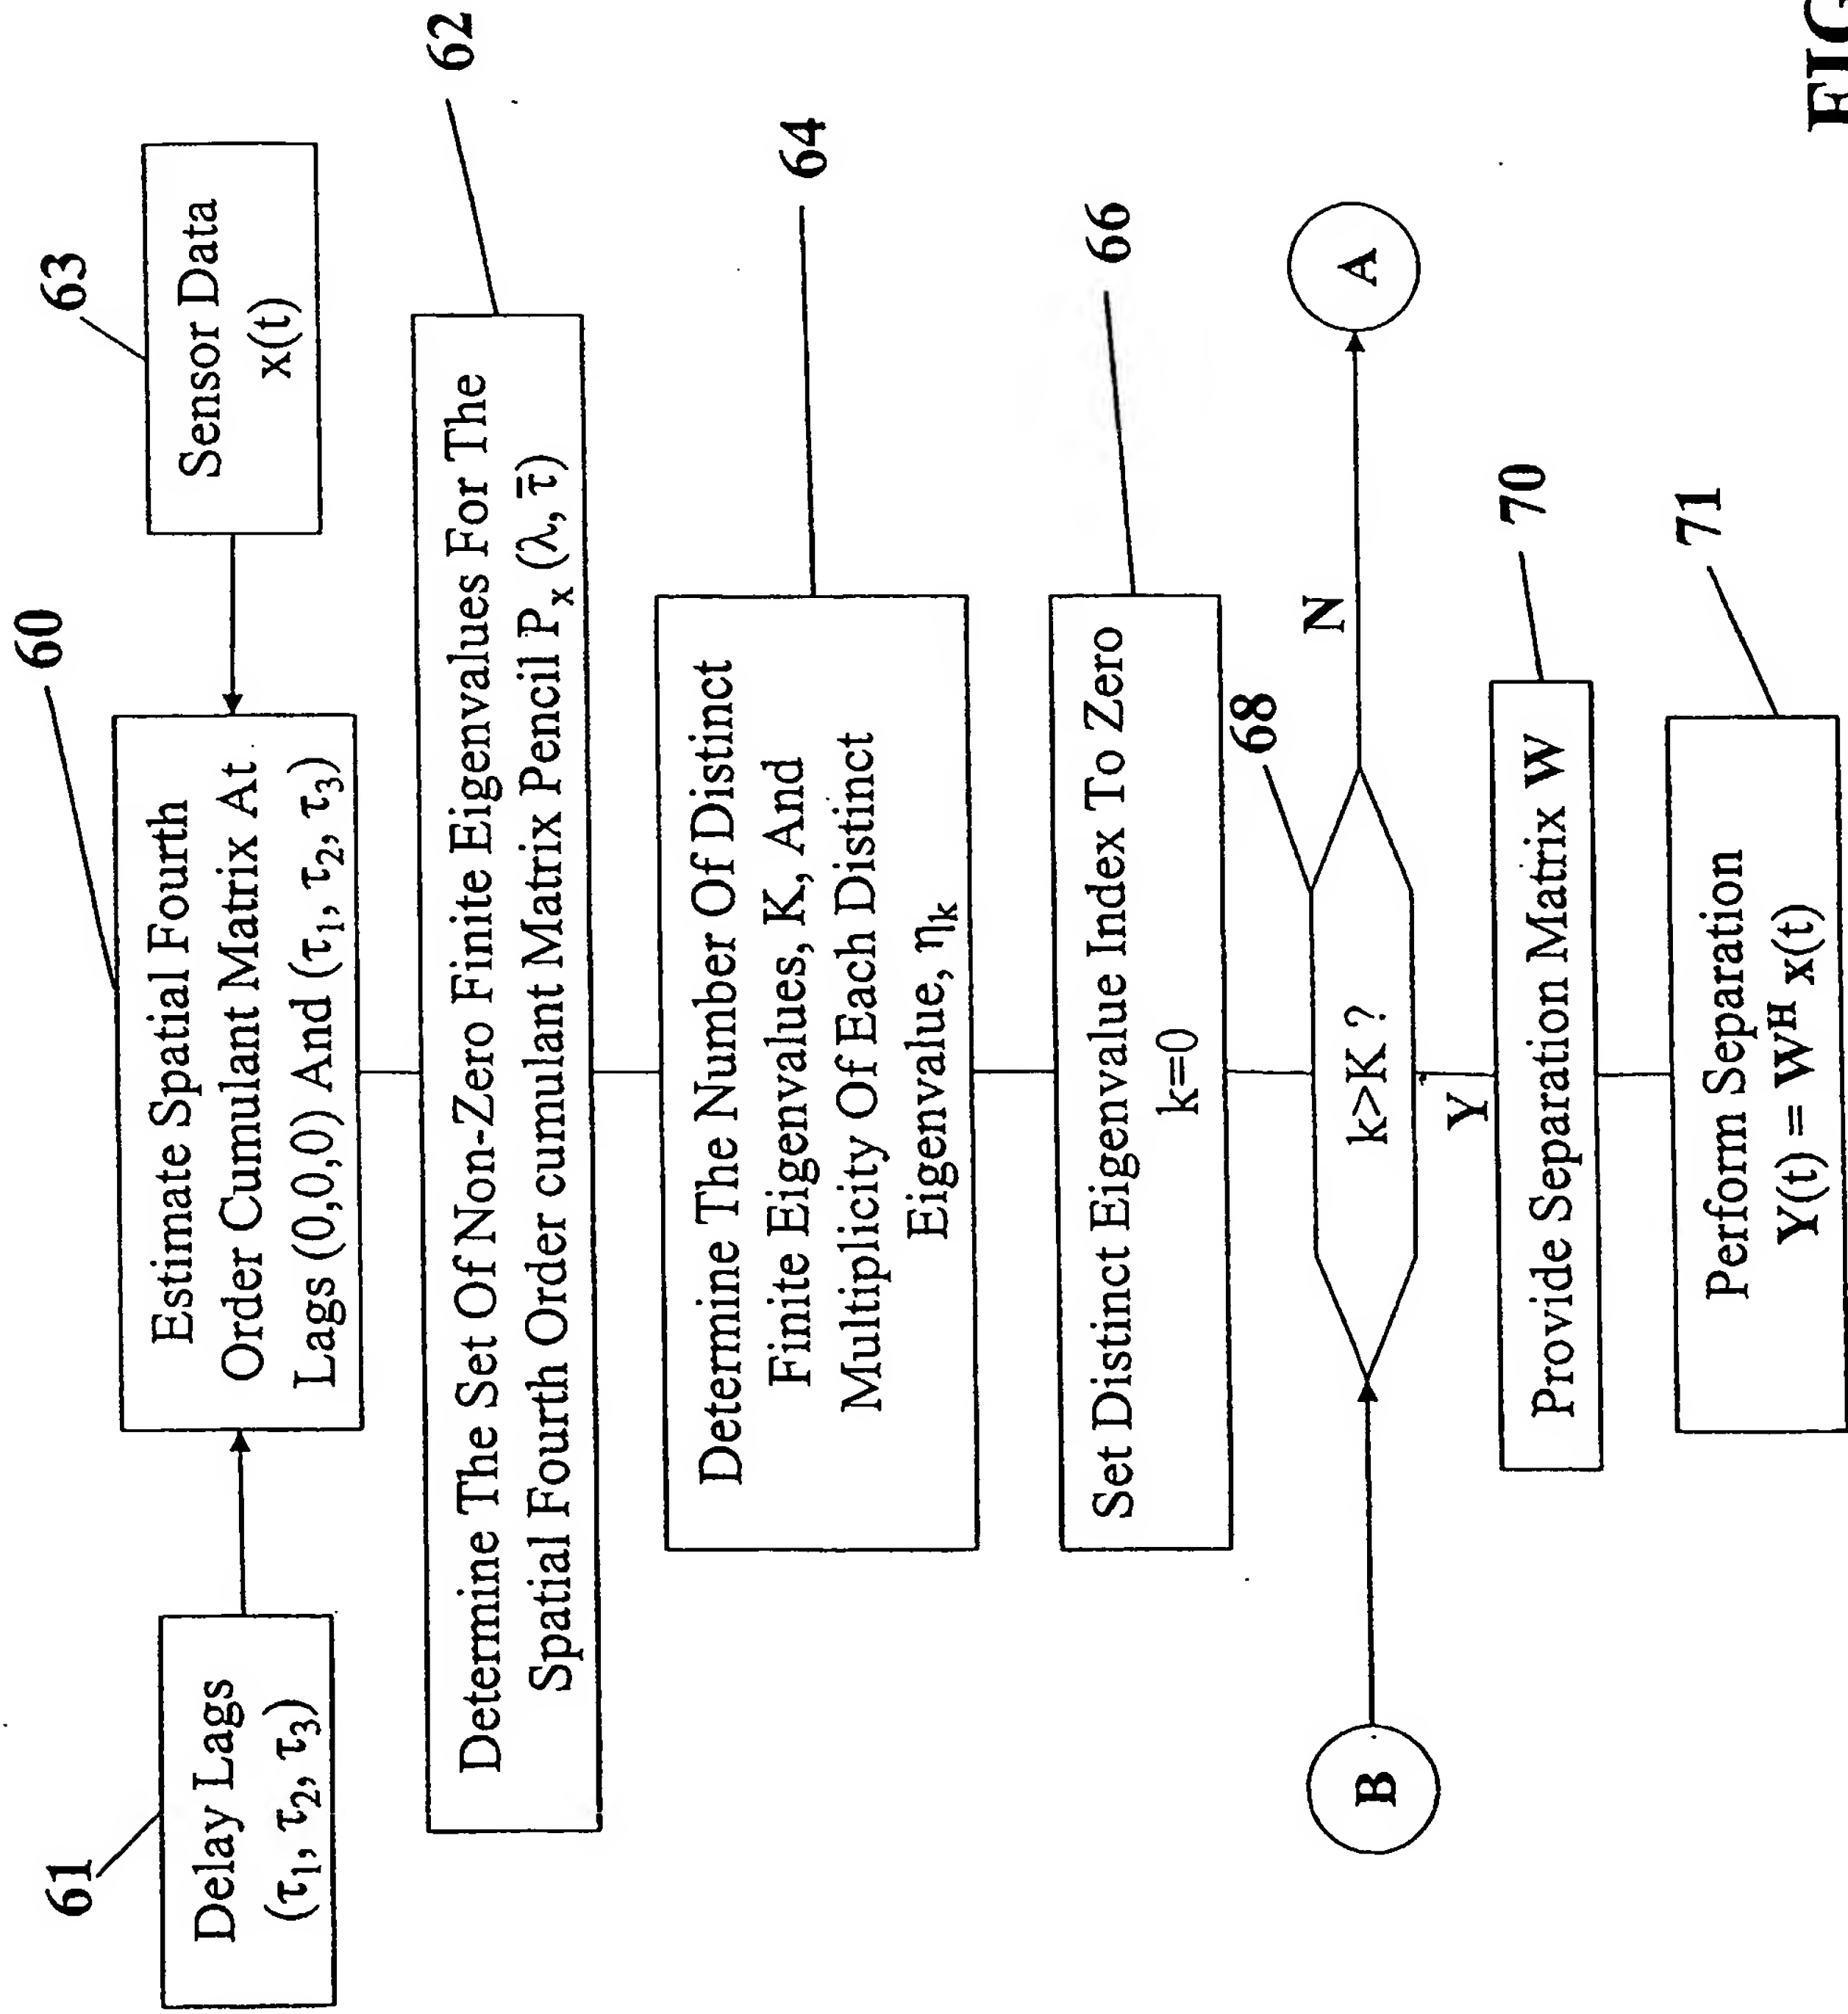 60
61
63
Delay Lags
(τ₁, τ₂, τ₃)
Estimate Spatial Fourth
Order Cumulant Matrix At
Lags (0,0,0) And (τ₁, τ₂, τ₃)
Sensor Data
x(t)
62
Determine The Set Of Non-Zero Finite Eigenvalues For The
Spatial Fourth Order cumulant Matrix Pencil Pₓ (λ, τ̄)
64
Determine The Number Of Distinct
Finite Eigenvalues, K, And
Multiplicity Of Each Distinct
Eigenvalue, ηₖ
66
Set Distinct Eigenvalue Index To Zero
k=0
68
B
k>K ?
N
A
Y
70
Provide Separation Matrix W
71
Perform Separation
Y(t) = Wᴴ x(t)